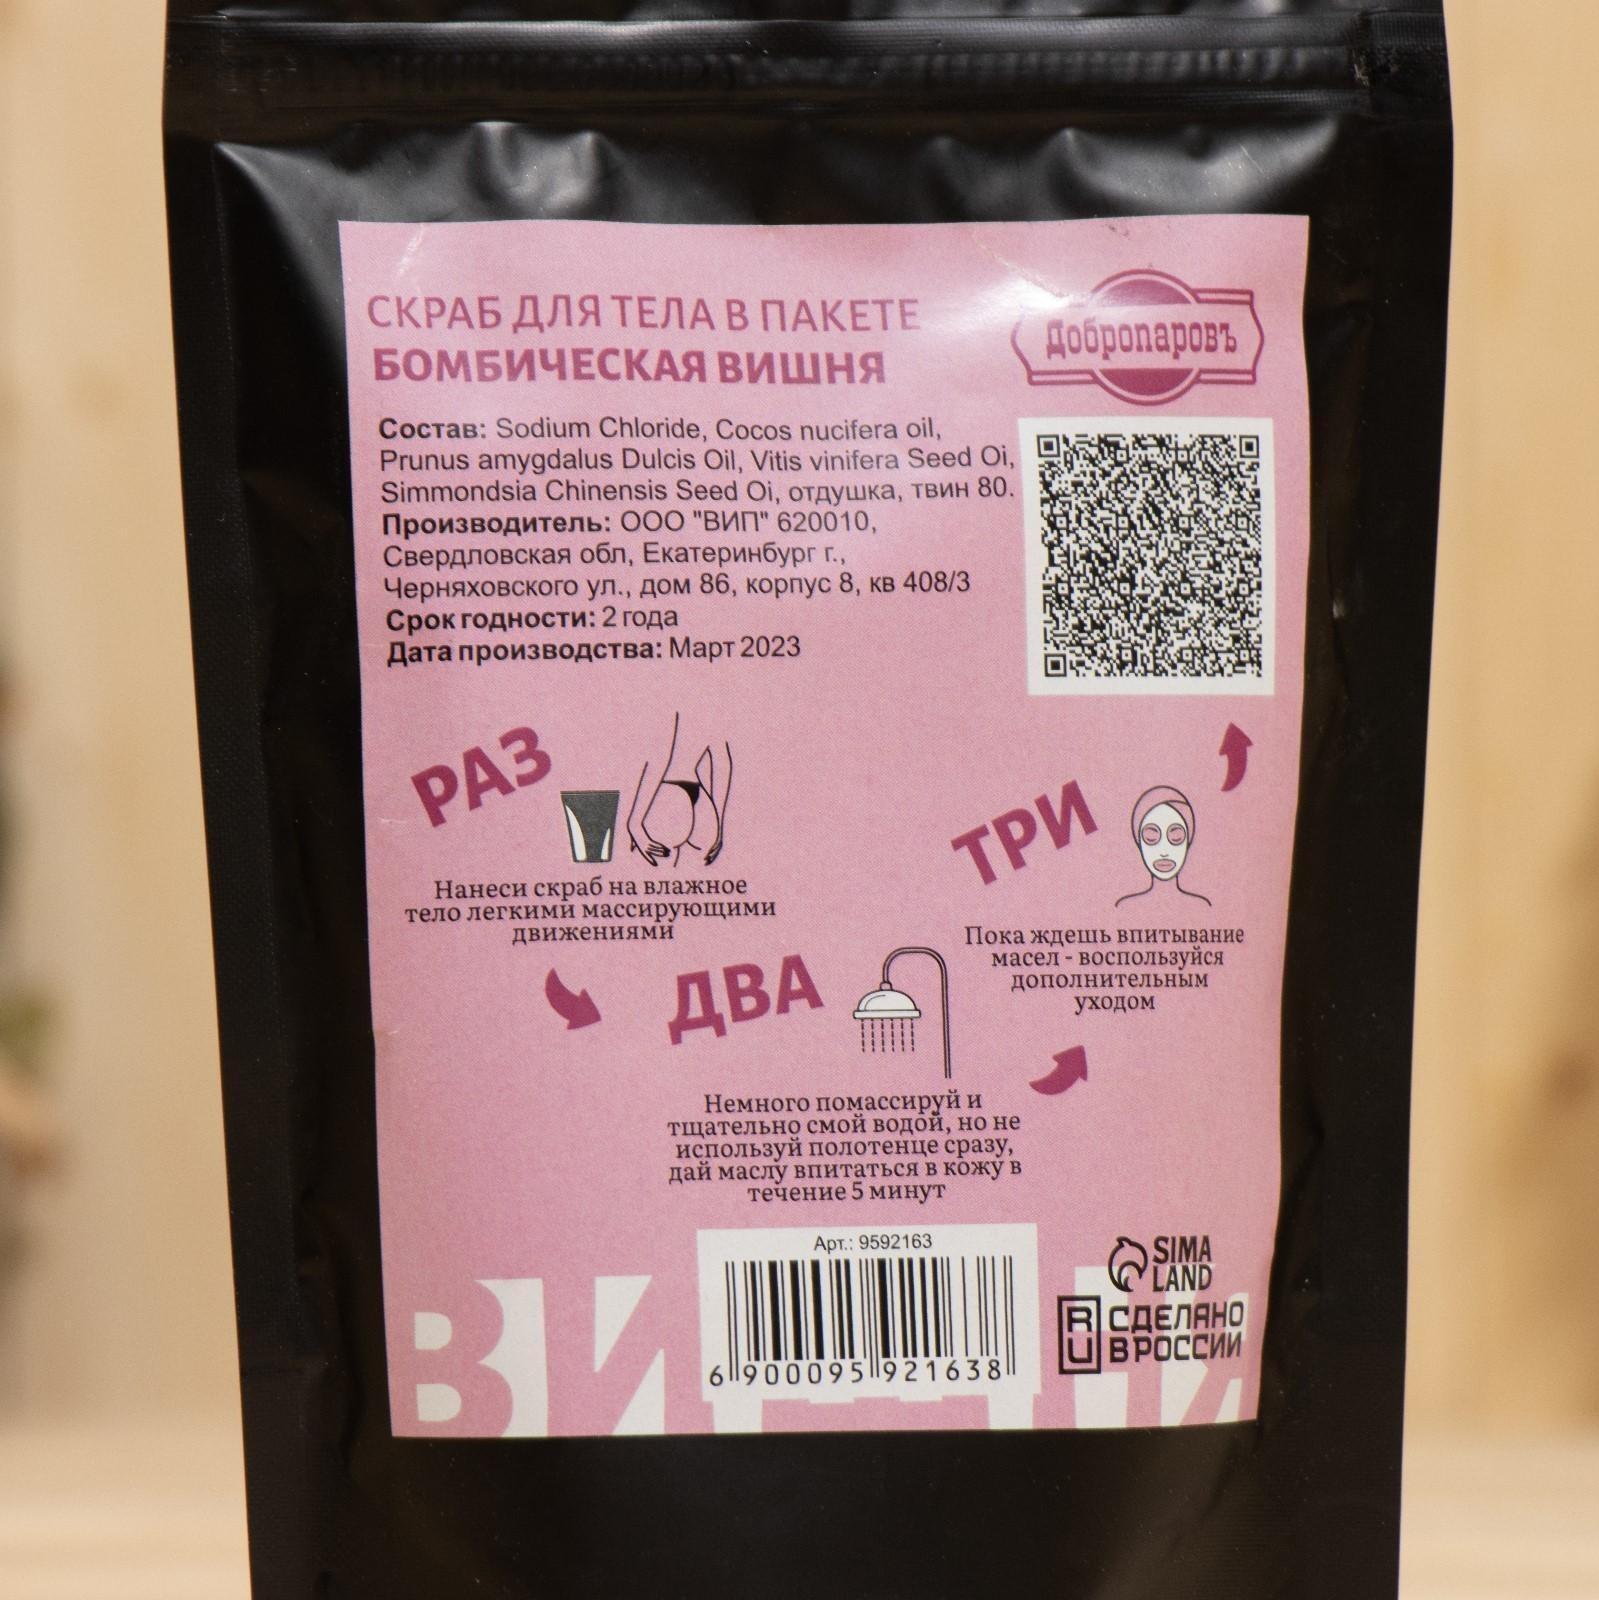 СКРАБ ДЛЯ ТЕЛА В ПАКЕТЕ
БОМБИЧЕСКАЯ ВИШНЯ
Добропаровъ
Состав: Sodium Chloride, Cocos nucifera oil,
Prunus amygdalus Dulcis Oil, Vitis vinifera Seed Oi,
Simmondsia Chinensis Seed Oi, отдушка, твин 80.
Производитель: ООО "ВИП" 620010,
Свердловская обл, Екатеринбург г.,
Черняховского ул., дом 86, корпус 8, кв 408/3
Срок годности: 2 года
Дата производства: Март 2023
РАЗ
Нанеси скраб на влажное
тело легкими массирующими
движениями
ДВА
Немного помассируй и
тщательно смой водой, но не
используй полотенце сразу,
дай маслу впитаться в кожу в
течение 5 минут
ТРИ
Пока ждешь впитывание
масел - воспользуйся
дополнительным
уходом
Арт.: 9592163
6 900095 921638
SIMA
LAND
RU СДЕЛАНО
В РОССИИ